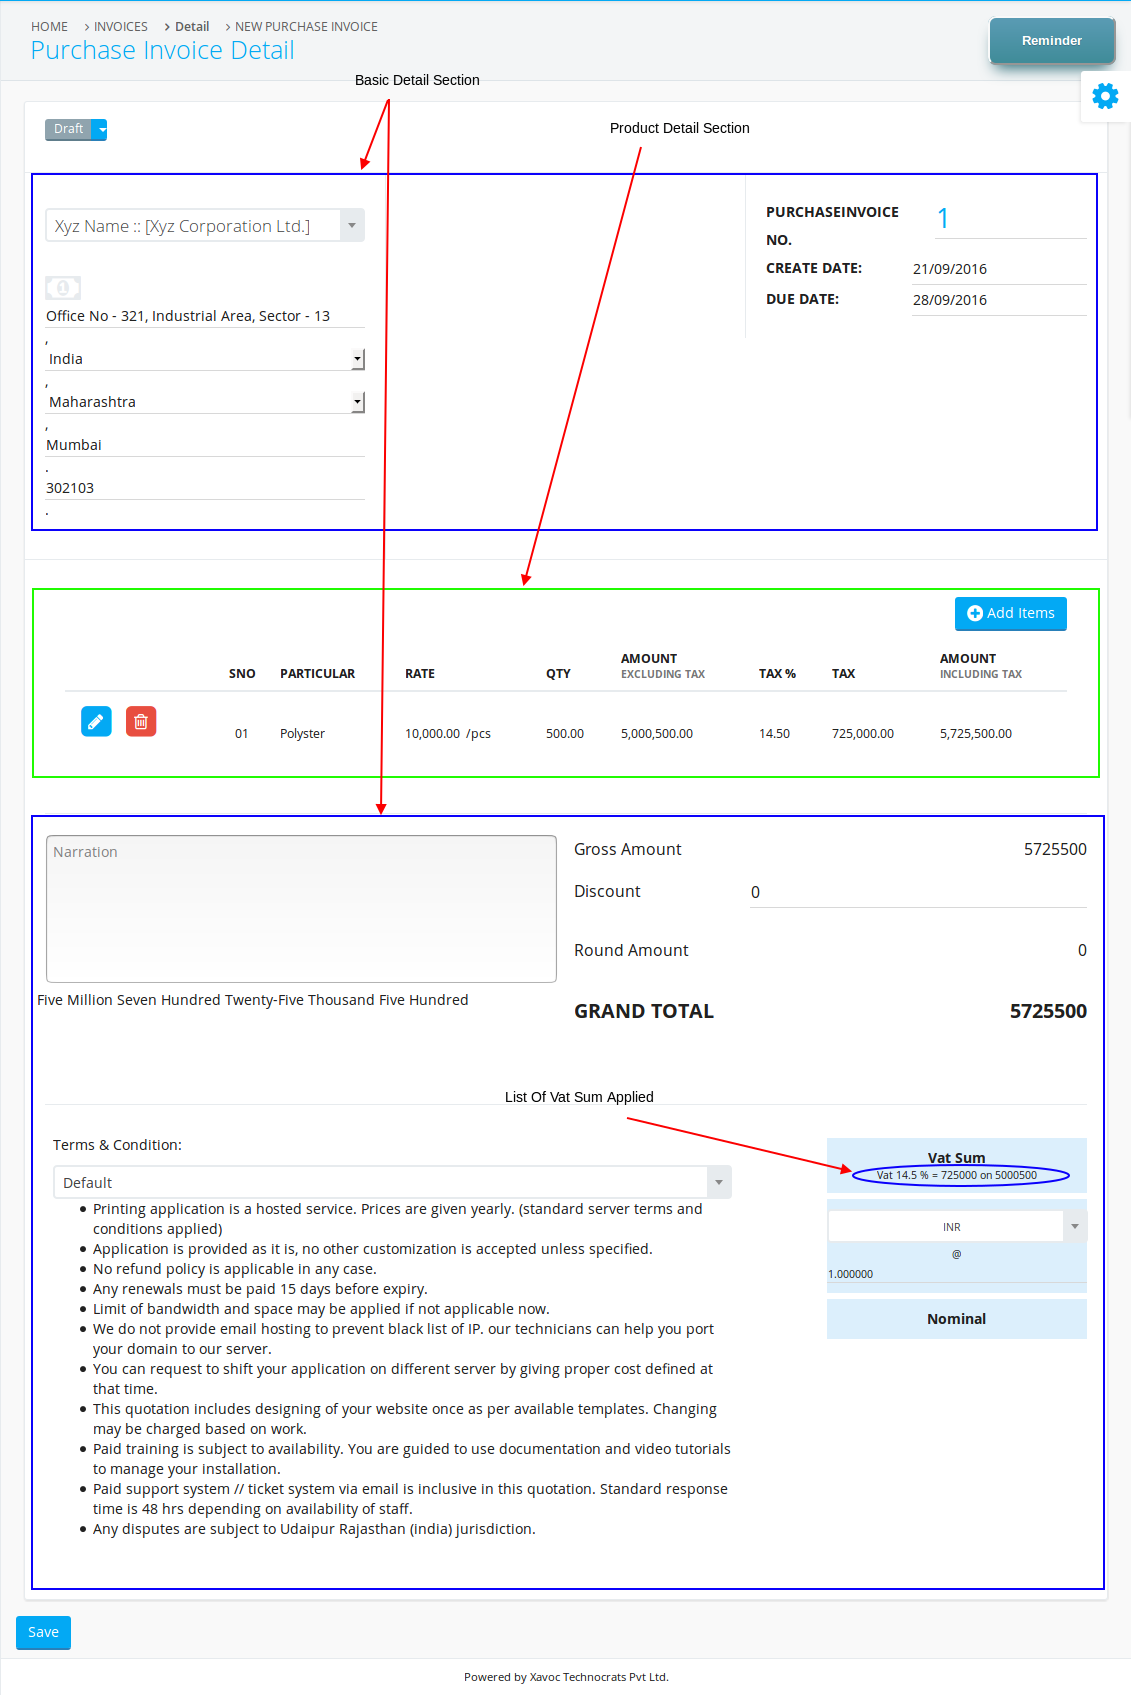 HOME > INVOICES > Detail > NEW PURCHASE INVOICE
Purchase Invoice Detail
Reminder
Basic Detail Section
Draft
Product Detail Section
Xyz Name :: [Xyz Corporation Ltd.]
PURCHASEINVOICE NO. 1
CREATE DATE: 21/09/2016
DUE DATE: 28/09/2016
1
Office No - 321, Industrial Area, Sector - 13
,
India
,
Maharashtra
,
Mumbai
.
302103
.
Add Items
SNO PARTICULAR RATE QTY AMOUNT EXCLUDING TAX TAX % TAX AMOUNT INCLUDING TAX
01 Polyster 10,000.00 /pcs 500.00 5,000,500.00 14.50 725,000.00 5,725,500.00
Narration
Gross Amount 5725500
Discount 0
Round Amount 0
Five Million Seven Hundred Twenty-Five Thousand Five Hundred
GRAND TOTAL 5725500
List Of Vat Sum Applied
Terms & Condition:
Default
Printing application is a hosted service. Prices are given yearly. (standard server terms and
conditions applied)
Application is provided as it is, no other customization is accepted unless specified.
No refund policy is applicable in any case.
Any renewals must be paid 15 days before expiry.
Limit of bandwidth and space may be applied if not applicable now.
We do not provide email hosting to prevent black list of IP. our technicians can help you port
your domain to our server.
You can request to shift your application on different server by giving proper cost defined at
that time.
This quotation includes designing of your website once as per available templates. Changing
may be charged based on work.
Paid training is subject to availability. You are guided to use documentation and video tutorials
to manage your installation.
Paid support system // ticket system via email is inclusive in this quotation. Standard response
time is 48 hrs depending on availability of staff.
Any disputes are subject to Udaipur Rajasthan (india) jurisdiction.
Vat Sum
Vat 14.5 % = 725000 on 5000500
INR
@
1.000000
Nominal
Save
Powered by Xavoc Technocrats Pvt Ltd.